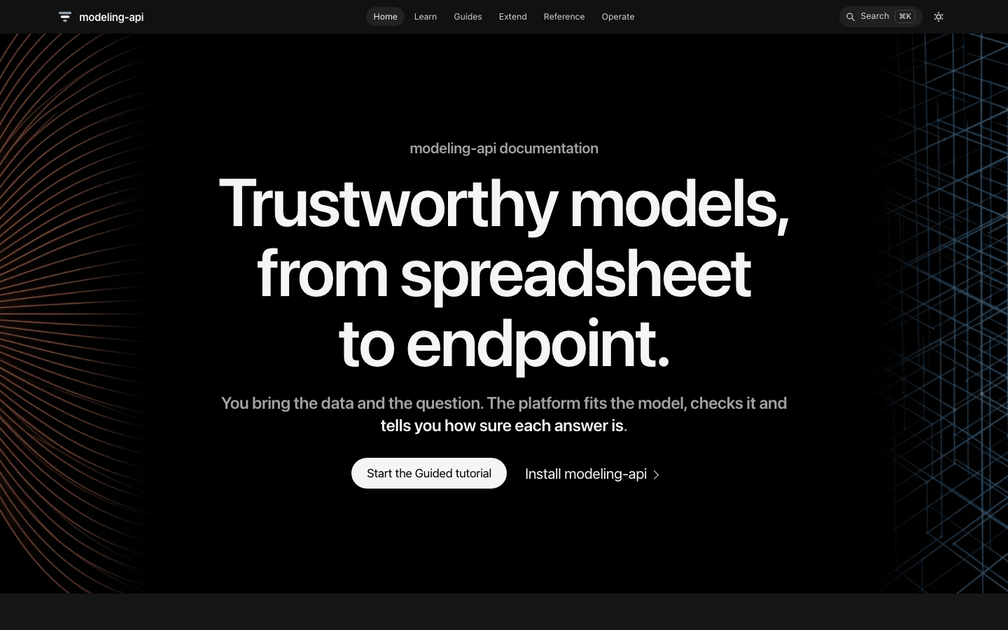 modeling-api
Home
Learn
Guides
Extend
Reference
Operate
Search
⌘K
modeling-api documentation
Trustworthy models,
from spreadsheet
to endpoint.
You bring the data and the question. The platform fits the model, checks it and
tells you how sure each answer is.
Start the Guided tutorial
Install modeling-api